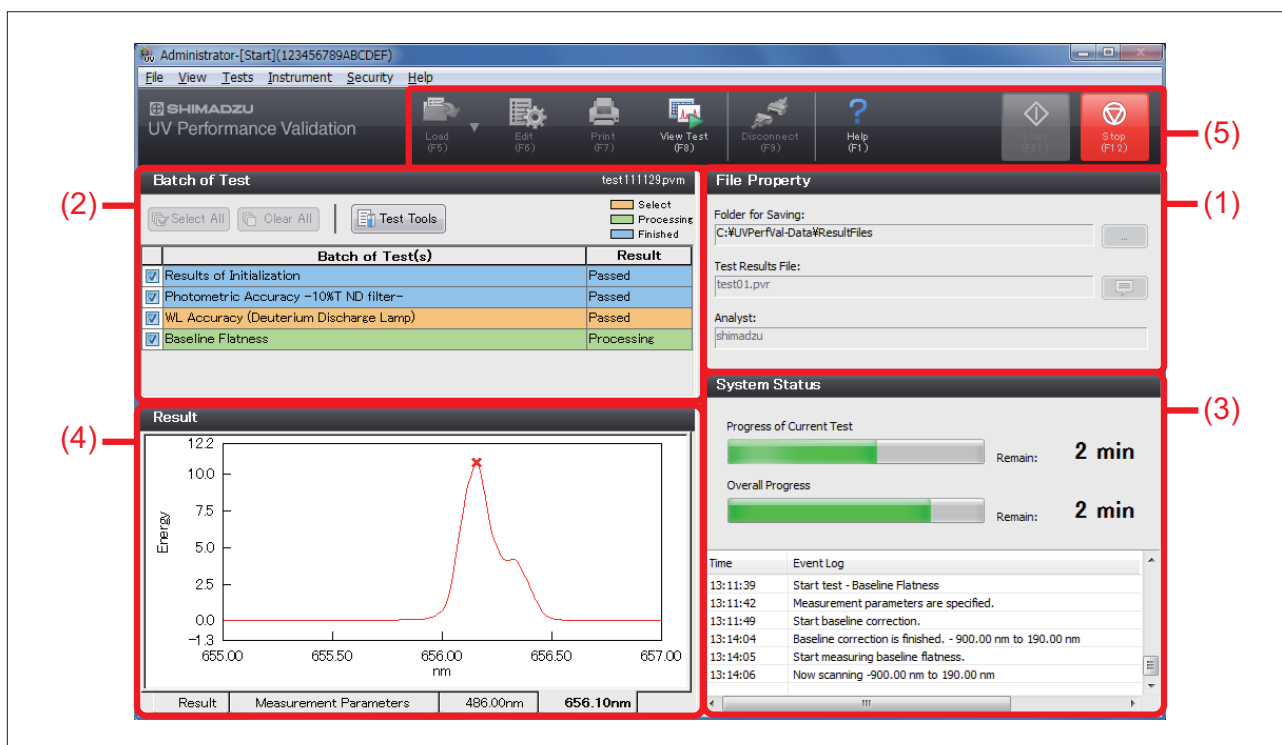 Administrator-[Start](123456789ABCDEF)
File View Tests Instrument Security Help
SHIMADZU
UV Performance Validation
Load (F5)
Edit (F6)
Print (F7)
View Test (F8)
Disconnect (F9)
Help (F1)
Start (F11)
Stop (F12)
(5)
(2)
Batch of Test test111129.pvm
Select All Clear All Test Tools
Select
Processing
Finished
Batch of Test(s) Result
Results of Initialization Passed
Photometric Accuracy -10%T ND filter- Passed
WL Accuracy (Deuterium Discharge Lamp) Passed
Baseline Flatness Processing
(1)
File Property
Folder for Saving:
C:¥UVPerfVal-Data¥ResultFiles
...
Test Results File:
test01.pvr
Analyst:
shimadzu
(4)
Result
12.2
10.0
7.5
5.0
2.5
0.0
-1.3
Energy
655.00 655.50 656.00 656.50 657.00
nm
Result Measurement Parameters 486.00nm 656.10nm
(3)
System Status
Progress of Current Test
Remain: 2 min
Overall Progress
Remain: 2 min
Time Event Log
13:11:39 Start test - Baseline Flatness
13:11:42 Measurement parameters are specified.
13:11:49 Start baseline correction.
13:14:04 Baseline correction is finished. - 900.00 nm to 190.00 nm
13:14:05 Start measuring baseline flatness.
13:14:06 Now scanning -900.00 nm to 190.00 nm